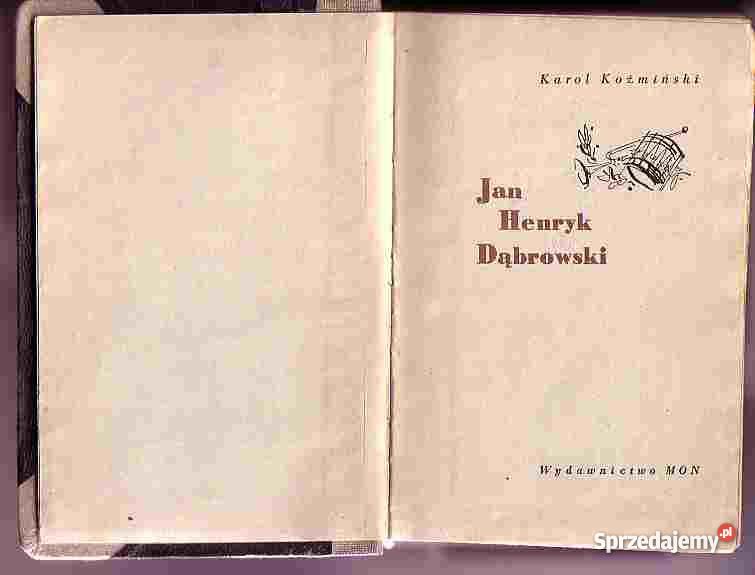 Karol Koźmiński
Jan
Henryk
Dąbrowski
Wydawnictwo MON
Sprzedajemy.pl